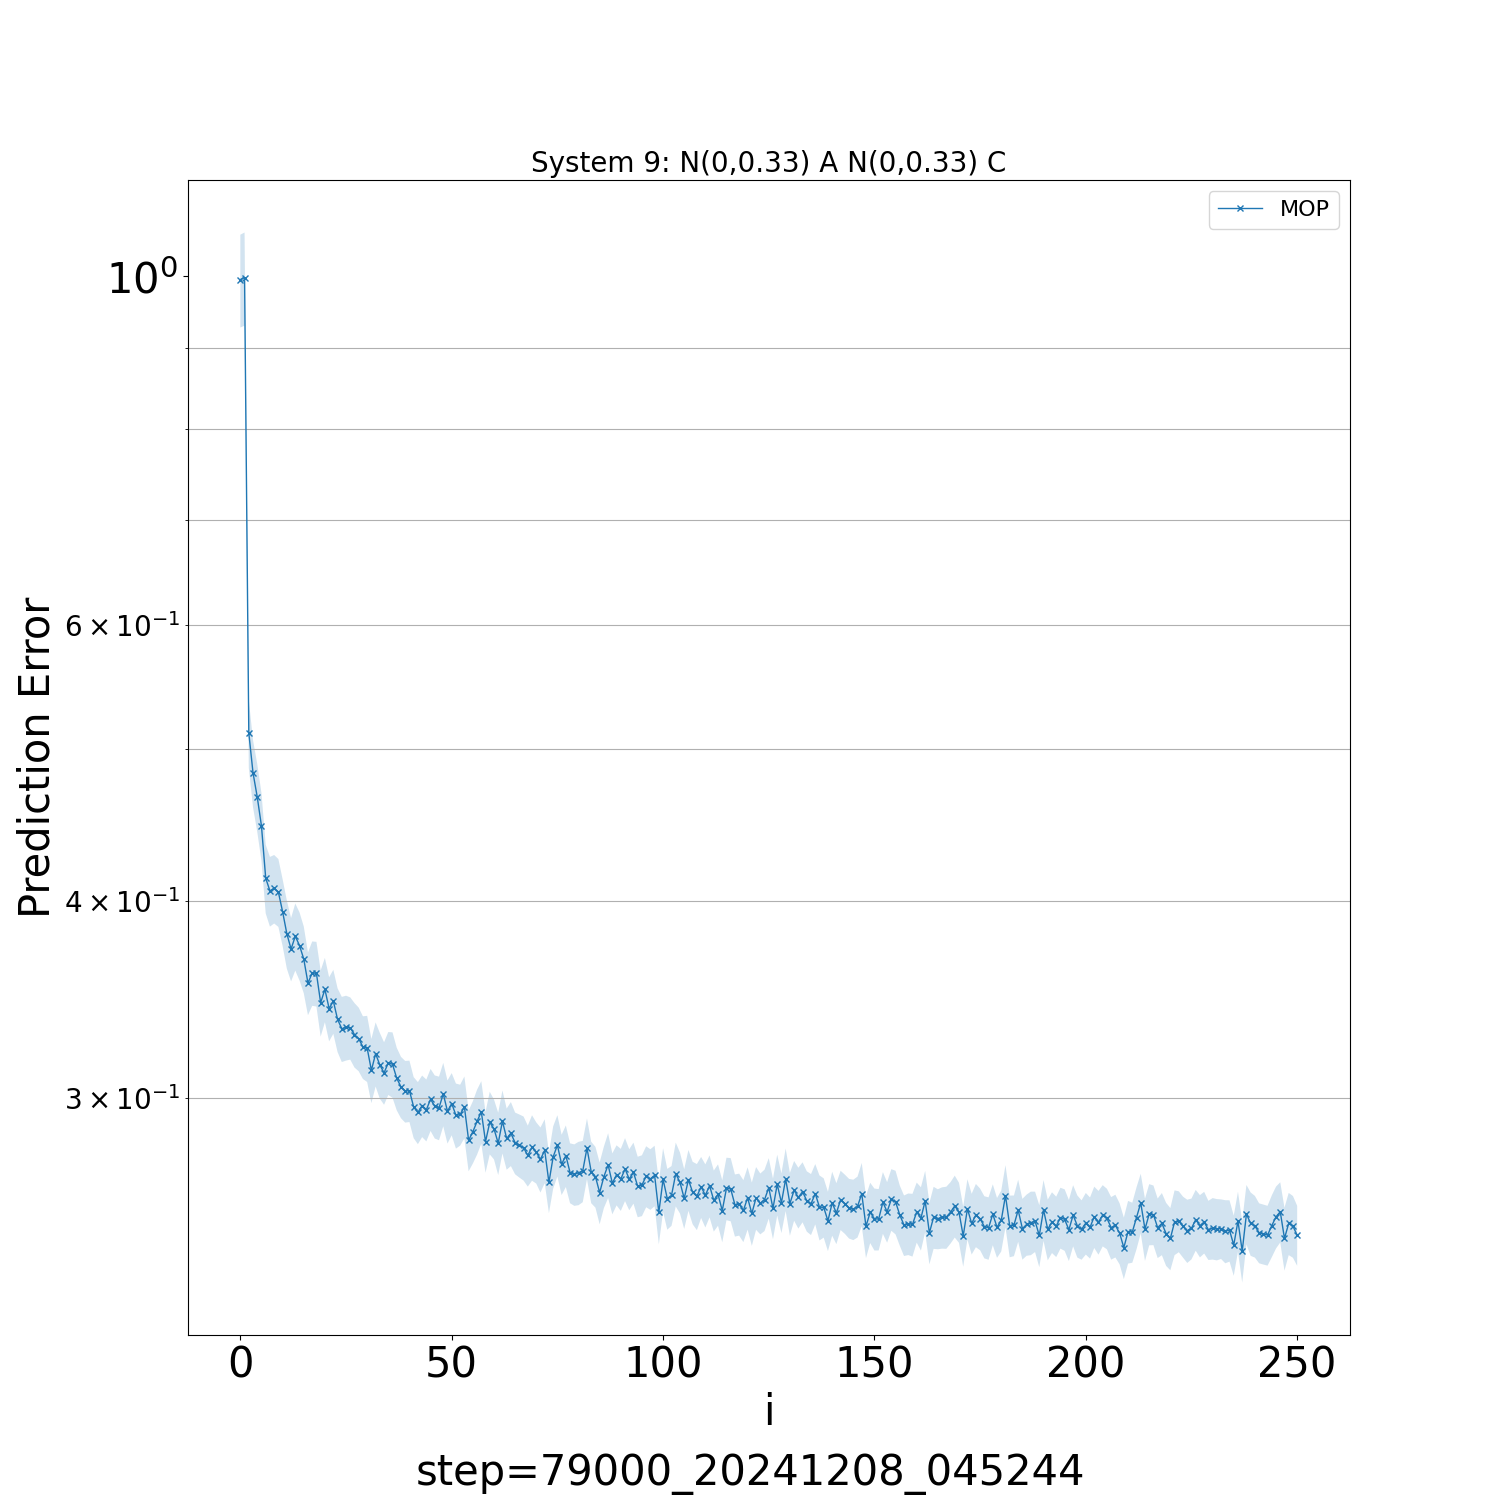 System 9: N(0,0.33) A N(0,0.33) C
MOP
10⁰
6 × 10⁻¹
4 × 10⁻¹
3 × 10⁻¹
Prediction Error
0 50 100 150 200 250
i
step=79000_20241208_045244